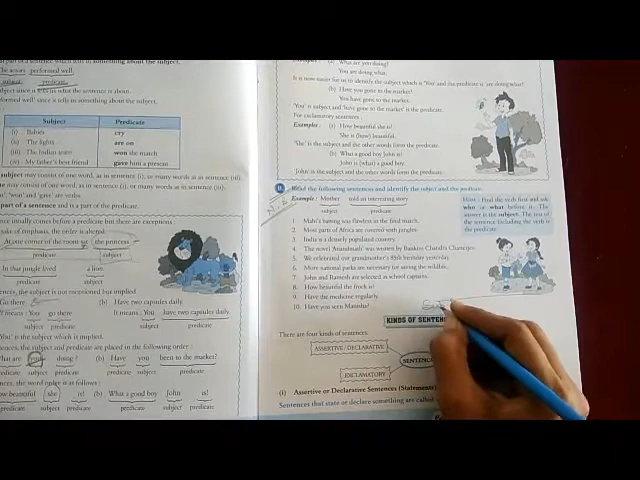 part of a sentence which tells us something about the subject.
The actors performed well.
subject predicate
subject since it tells us what the sentence is about.
formed well' since it tells us something about the subject.
Subject Predicate
(i) Babies cry
(ii) The lights are on
(iii) The Indian team won the match
(iv) My father's best friend gave him a present
subject may consist of one word, as in sentence (i), or many words as in sentence
may consist of one word, as in sentence (i), or many words as in sentence (iii).
'won' and 'gave' are verbs
part of a sentence and is a part of the predicate.
usually comes before a predicate but there are exceptions :
sake of emphasis, the order is altered.
At one corner of the room sat the princess.
predicate subject
In that jungle lived a lion.
predicate subject
subject is not mentioned but implied
Go there (b) Have two capsules daily.
means : You go there It means : You have two capsules daily.
subject predicate subject predicate
'You' which is implied.
ences, the subject and predicate are placed in the following order :
What are you doing? (b) Have you been to the market?
predicate subject predicate predicate subject predicate
ences, the word order is as follows :
How beautiful she is! (b) What a good boy John is!
predicate subject predicate predicate subject predicate
Examples : (a) What are you doing?
You are doing what.
It is now easier for us to identify the subject which is 'You' and the predicate is 'are doing what?'
(b) Have you gone to the market?
You have gone to the market.
'You' is subject and 'have gone to the market' is the predicate.
For exclamatory sentences :
Examples : (a) How beautiful she is!
She is (how) beautiful.
'She' is the subject and the other words form the predicate.
(b) What a good boy John is!
John is (what) a good boy.
'John' is the subject and the other words form the predicate.
Read the following sentences and identify the subject and the predicate.
Example : Mother told an interesting story
subject predicate
HINT : Find the verb first and ask
who or what before it. The
answer is the subject. The rest of
the sentence including the verb is
the predicate.
1. Mahi's batting was flawless in the final match.
2. Most parts of Africa are covered with jungles.
3. India is a densely populated country.
4. The novel 'Anandmath' was written by Bankim Chandra Chatterjee.
5. We celebrated our grandmother's 85th birthday yesterday.
6. More national parks are necessary for saving the wildlife.
7. John and Ramesh are selected as school captains.
8. How beautiful the frock is!
9. Have the medicine regularly.
10. Have you seen Manisha?
KINDS OF SENTEN
There are four kinds of sentences.
ASSERTIVE / DECLARATIVE
SENTENC
EXCLAMATORY
(i) Assertive or Declarative Sentences (Statements)
Sentences that state or declare something are called